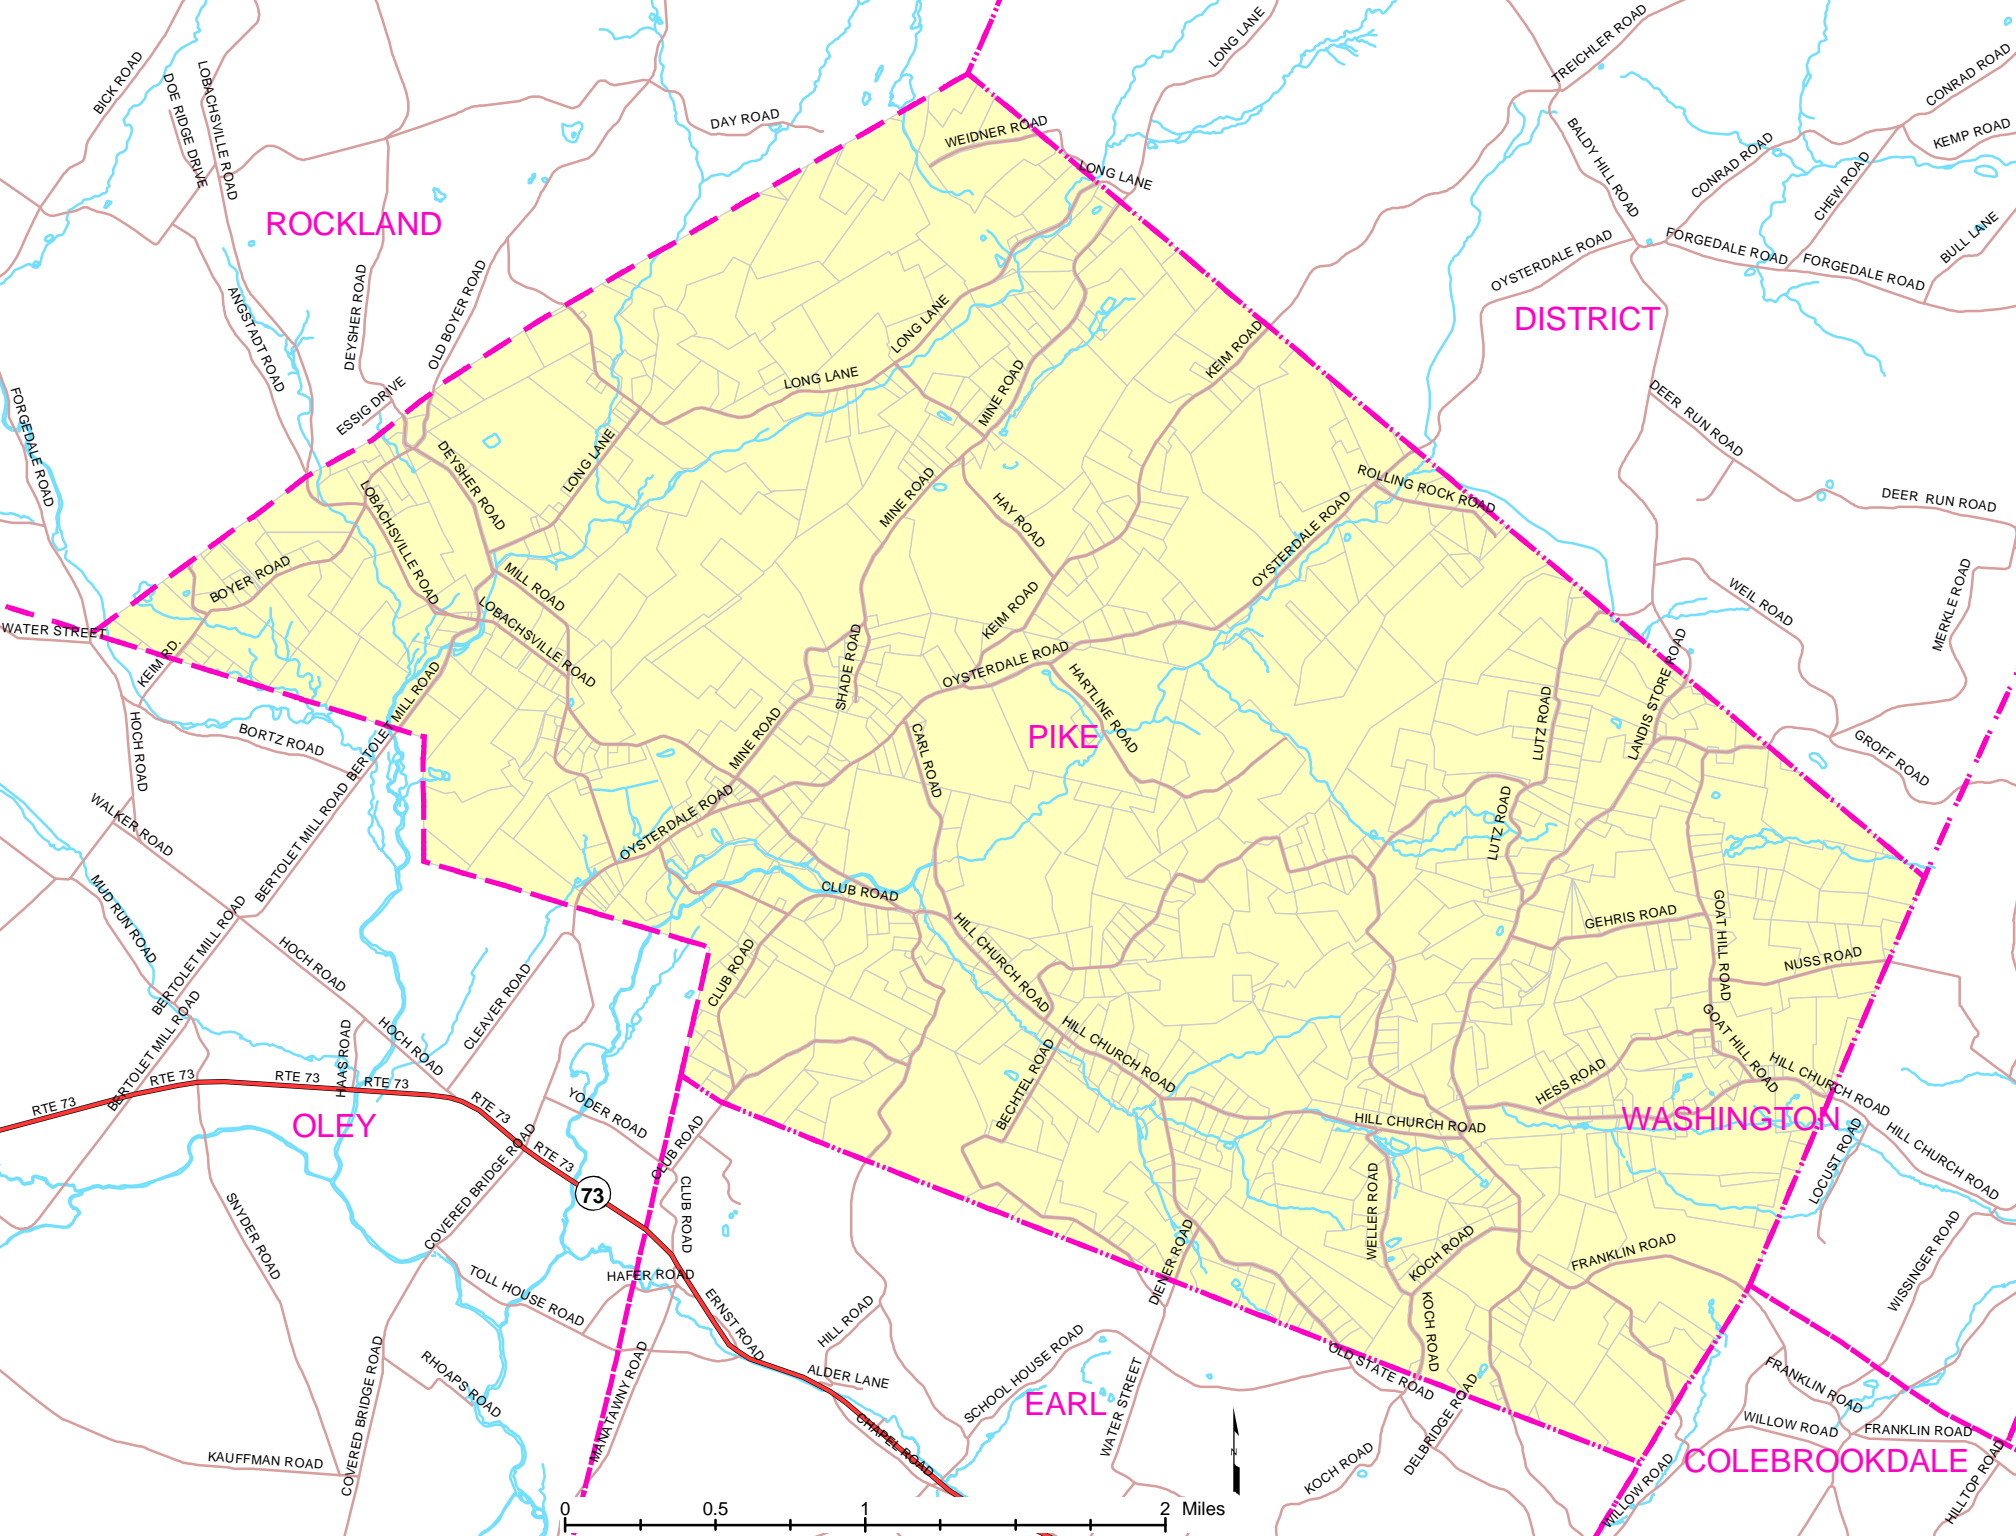 LONG LANE
TREICHLER ROAD
BICK ROAD
DOE RIDGE DRIVE
LOBACHSVILLE ROAD
CONRAD ROAD
DAY ROAD
WEIDNER ROAD
BALDY HILL ROAD
CONRAD ROAD
KEMP ROAD
CHEW ROAD
LONG LANE
ROCKLAND
OYSTERDALE ROAD
FORGEDALE ROAD
FORGEDALE ROAD
BULL LANE
ANGSTADT ROAD
DEYSHER ROAD
OLD BOYER ROAD
DISTRICT
LONG LANE
KEIM ROAD
LONG LANE
MINE ROAD
ESSIG DRIVE
FORGEDALE ROAD
DEER RUN ROAD
DEYSHER ROAD
LONG LANE
ROLLING ROCK ROAD
DEER RUN ROAD
LOBACHSVILLE ROAD
MINE ROAD
HAY ROAD
OYSTERDALE ROAD
BOYER ROAD
MILL ROAD
LOBACHSVILLE ROAD
KEIM ROAD
WEIL ROAD
MERKLE ROAD
WATER STREET
KEIM RD.
SHADE ROAD
OYSTERDALE ROAD
HARTLINE ROAD
LANDIS STORE ROAD
LUTZ ROAD
BERTOLET MILL ROAD
HOCH ROAD
BORTZ ROAD
MINE ROAD
CARL ROAD
PIKE
GROFF ROAD
WALKER ROAD
BERTOLET MILL ROAD
OYSTERDALE ROAD
LUTZ ROAD
MUD RUN ROAD
CLUB ROAD
GEHRIS ROAD
GOAT HILL ROAD
BERTOLET MILL ROAD
HOCH ROAD
CLUB ROAD
HILL CHURCH ROAD
NUSS ROAD
CLEAVER ROAD
BERTOLET MILL ROAD
HOCH ROAD
HAAS ROAD
HILL CHURCH ROAD
GOAT HILL ROAD
RTE 73
RTE 73
RTE 73
RTE 73
RTE 73
RTE 73
YODER ROAD
BECHTEL ROAD
HESS ROAD
HILL CHURCH ROAD
HILL CHURCH ROAD
WASHINGTON
OLEY
HILL CHURCH ROAD
LOCUST ROAD
CLUB ROAD
COVERED BRIDGE ROAD
73
CLUB ROAD
WELLER ROAD
SNYDER ROAD
DIENER ROAD
KOCH ROAD
FRANKLIN ROAD
WISSINGER ROAD
TOLL HOUSE ROAD
HAFER ROAD
ERNST ROAD
HILL ROAD
KOCH ROAD
SCHOOL HOUSE ROAD
OLD STATE ROAD
ALDER LANE
RHOAPS ROAD
COVERED BRIDGE ROAD
MANATAWNY ROAD
EARL
WATER STREET
DELBRIDGE ROAD
FRANKLIN ROAD
WILLOW ROAD
FRANKLIN ROAD
CHAPEL ROAD
KAUFFMAN ROAD
KOCH ROAD
COLEBROOKDALE
WILLOW ROAD
HILLTOP ROAD
N
0 0.5 1 2 Miles